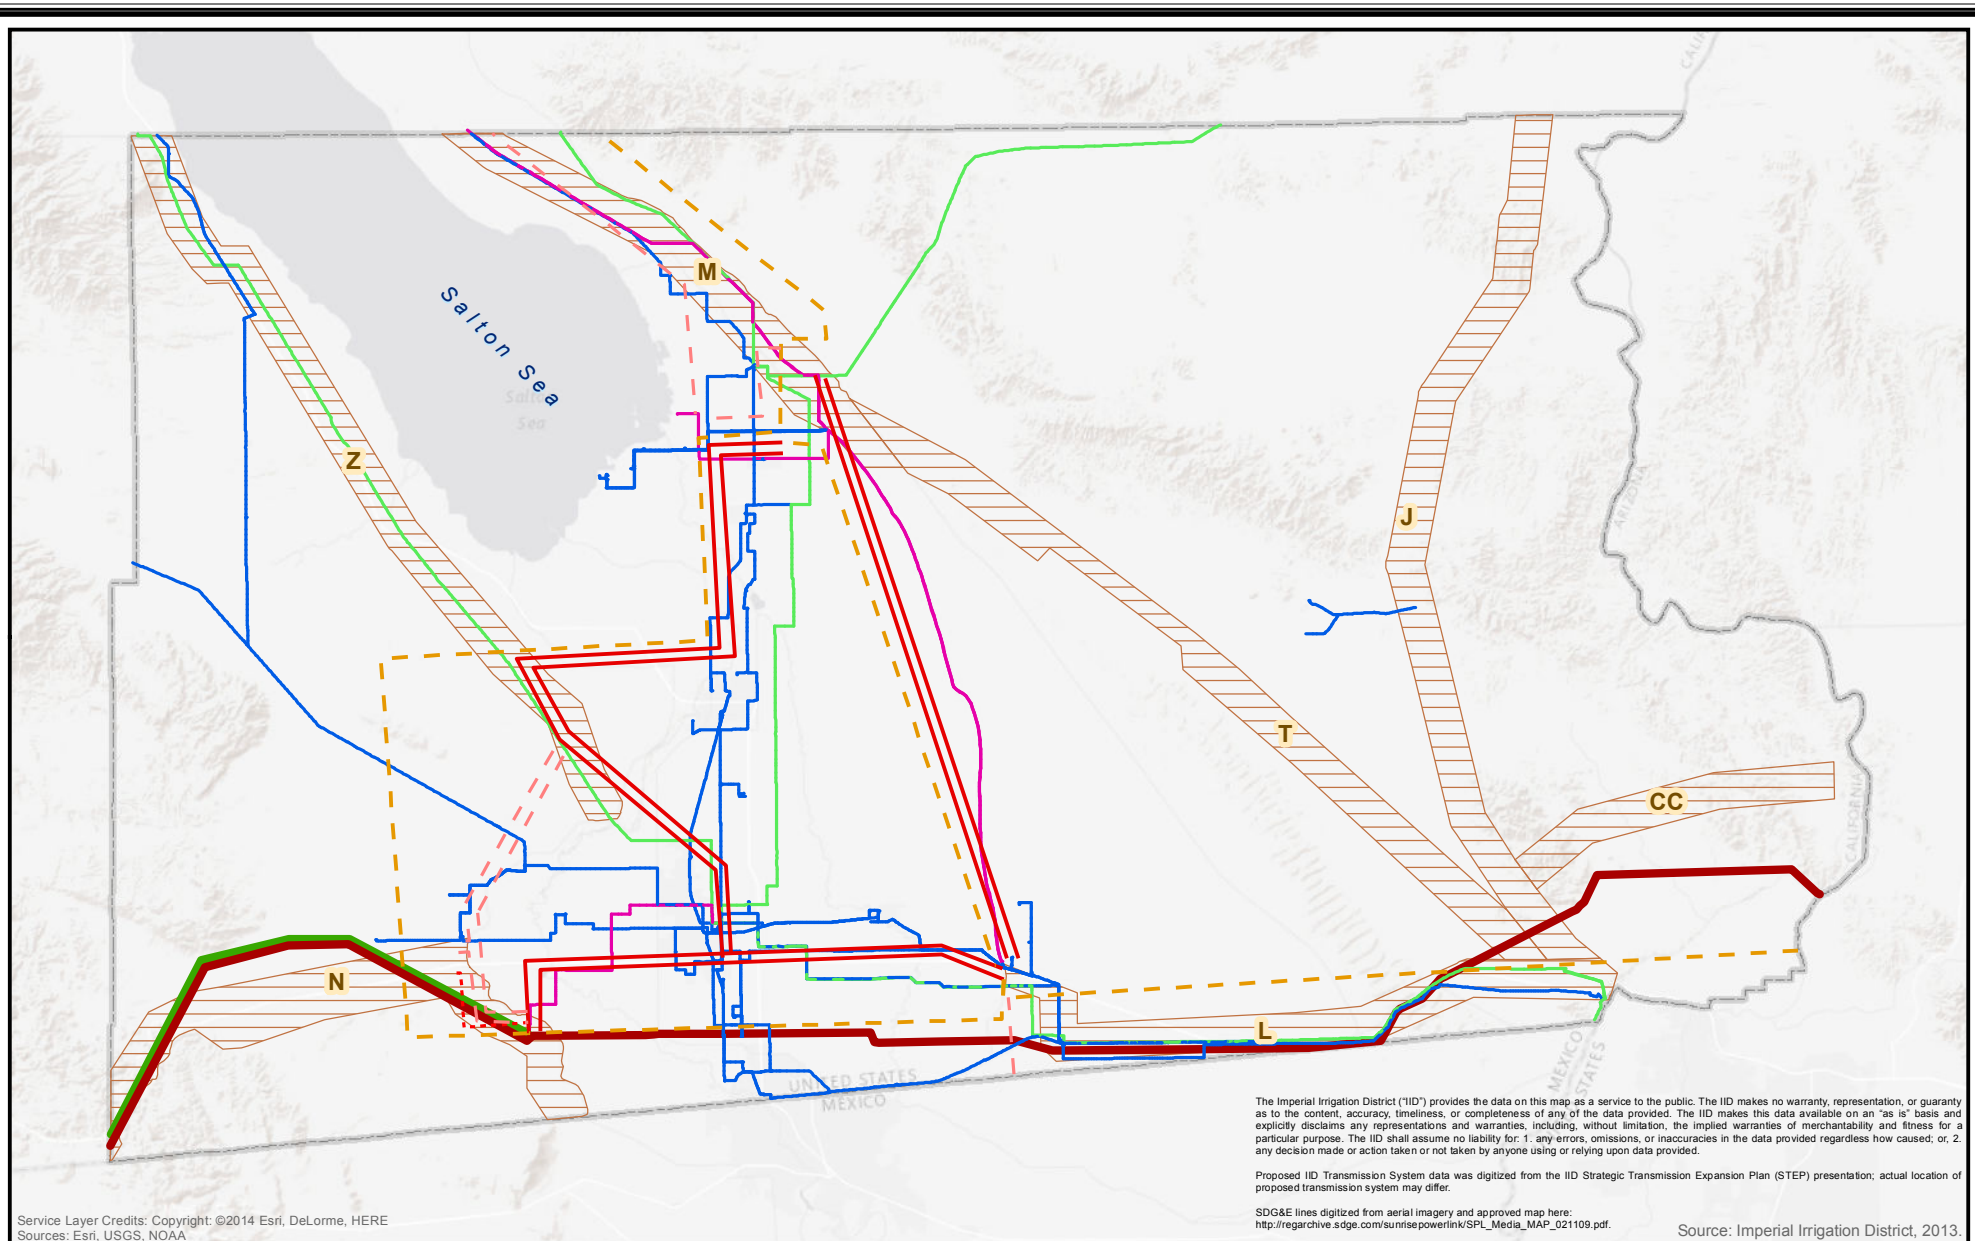 CALIF
M
Salton Sea
Salton
Sea
Z
J
ARIZONA
T
CC
CALIFORNIA
N
L
UNITED STATES
MEXICO
MEXICO
STATES
The Imperial Irrigation District ("IID") provides the data on this map as a service to the public. The IID makes no warranty, representation, or guaranty
as to the content, accuracy, timeliness, or completeness of any of the data provided. The IID makes this data available on an "as is" basis and
explicitly disclaims any representations and warranties, including, without limitation, the implied warranties of merchantability and fitness for a
particular purpose. The IID shall assume no liability for: 1. any errors, omissions, or inaccuracies in the data provided regardless how caused; or, 2.
any decision made or action taken or not taken by anyone using or relying upon data provided.
Proposed IID Transmission System data was digitized from the IID Strategic Transmission Expansion Plan (STEP) presentation; actual location of
proposed transmission system may differ.
SDG&E lines digitized from aerial imagery and approved map here:
http://regarchive.sdge.com/sunrisepowerlink/SPL_Media_MAP_021109.pdf.
Service Layer Credits: Copyright: ©2014 Esri, DeLorme, HERE
Sources: Esri, USGS, NOAA
Source: Imperial Irrigation District, 2013.